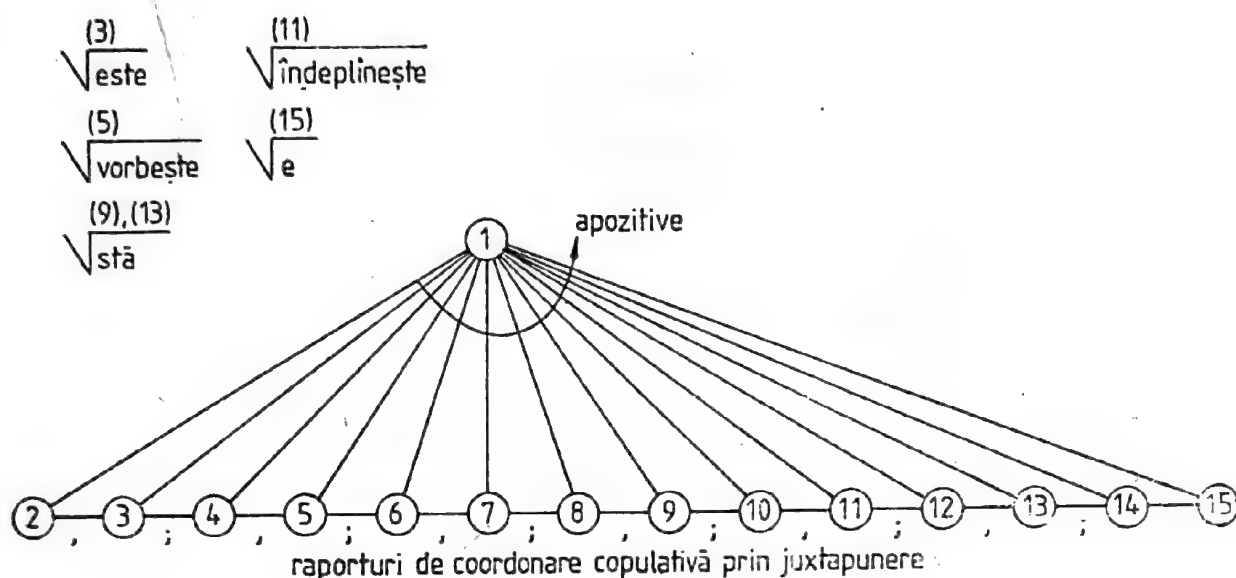 (3) (11)
√este √îndeplinește
(5) (15)
√vorbește √e
(9),(13)
√stă
1 apozitive
2 , 3 ; 4 , 5 ; 6 , 7 ; 8 , 9 ; 10 , 11 ; 12 , 13 ; 14 15
raporturi de coordonare copulativă prin juxtapunere